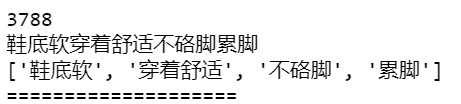 3788
鞋底软穿着舒适不硌脚累脚
['鞋底软', '穿着舒适', '不硌脚', '累脚']
====================